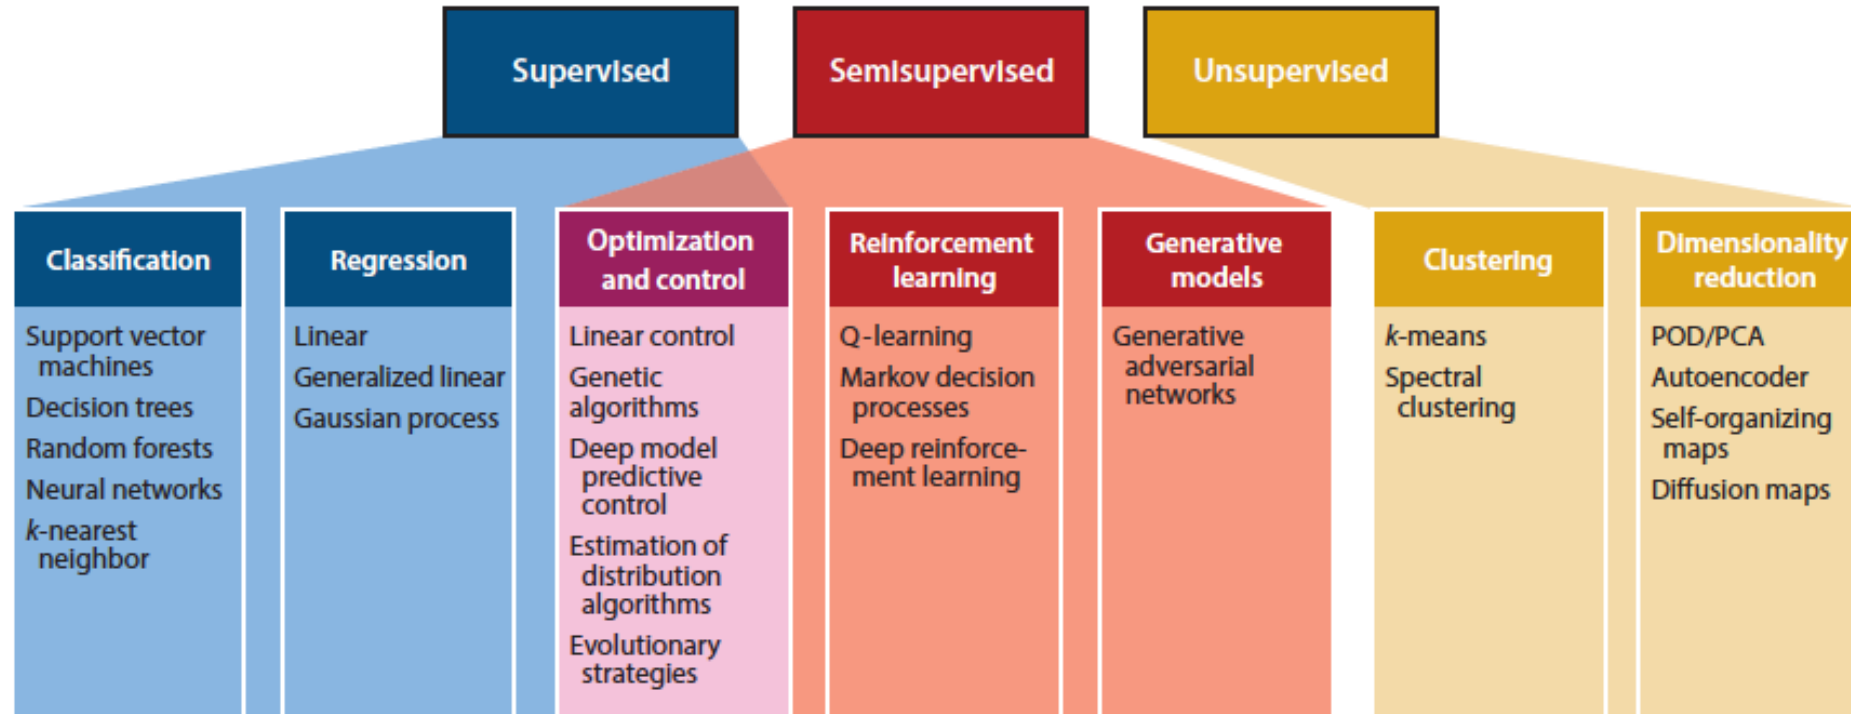 Supervised
Semisupervised
Unsupervised
Classification
Support vector
machines
Decision trees
Random forests
Neural networks
k-nearest
neighbor
Regression
Linear
Generalized linear
Gaussian process
Optimization
and control
Linear control
Genetic
algorithms
Deep model
predictive
control
Estimation of
distribution
algorithms
Evolutionary
strategies
Reinforcement
learning
Q-learning
Markov decision
processes
Deep reinforce-
ment learning
Generative
models
Generative
adversarial
networks
Clustering
k-means
Spectral
clustering
Dimensionality
reduction
POD/PCA
Autoencoder
Self-organizing
maps
Diffusion maps